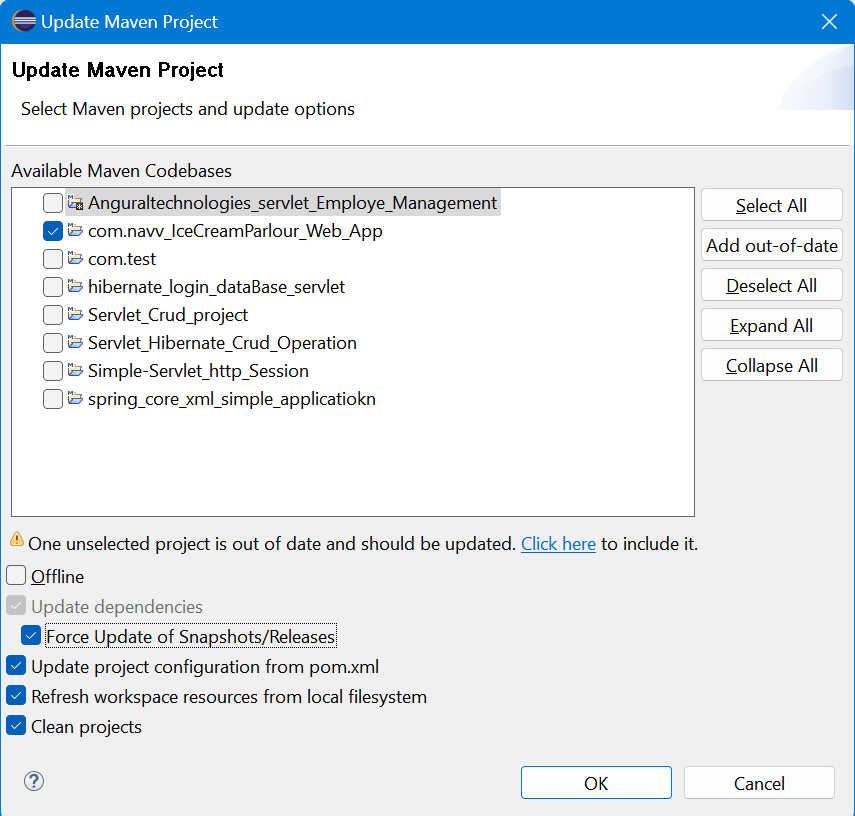 Update Maven Project
Update Maven Project
Select Maven projects and update options
Available Maven Codebases
Anguraltechnologies_servlet_Employe_Management
com.navv_IceCreamParlour_Web_App
com.test
hibernate_login_dataBase_servlet
Servlet_Crud_project
Servlet_Hibernate_Crud_Operation
Simple-Servlet_http_Session
spring_core_xml_simple_applicatiokn
Select All
Add out-of-date
Deselect All
Expand All
Collapse All
One unselected project is out of date and should be updated. Click here to include it.
Offline
Update dependencies
Force Update of Snapshots/Releases
Update project configuration from pom.xml
Refresh workspace resources from local filesystem
Clean projects
?
OK
Cancel